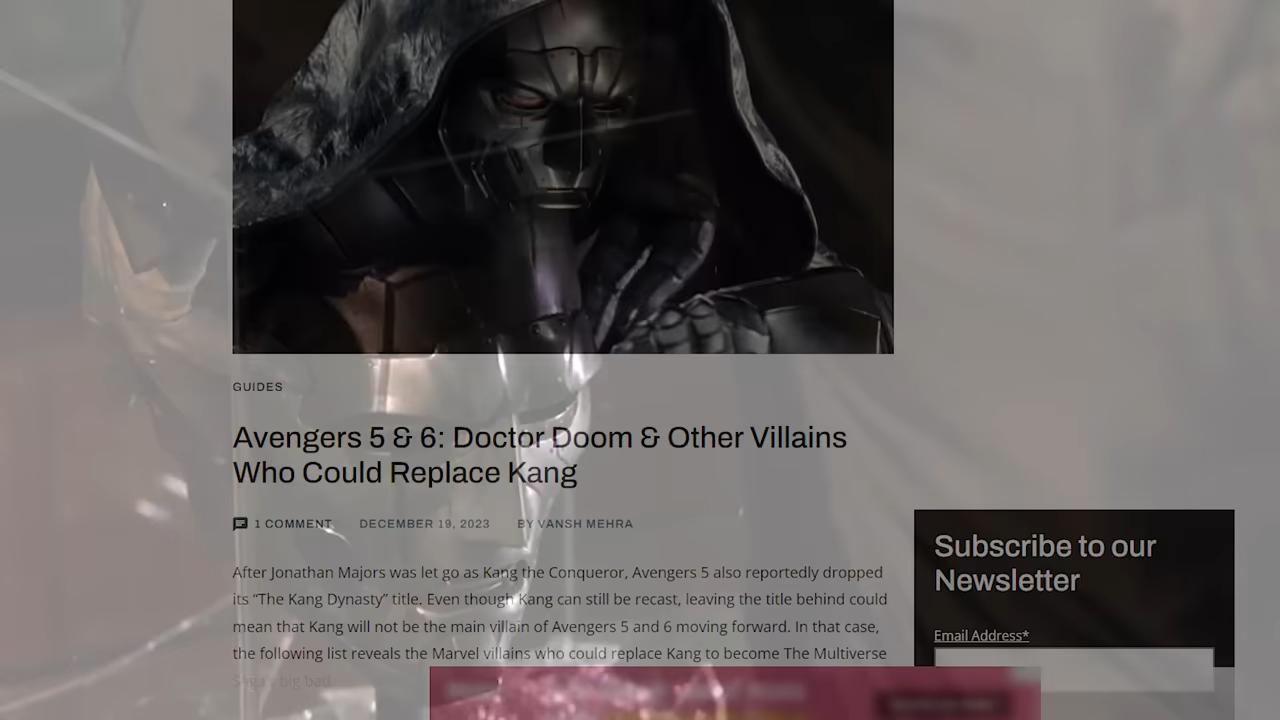 GUIDES
Avengers 5 & 6: Doctor Doom & Other Villains
Who Could Replace Kang
1 COMMENT DECEMBER 19, 2023 BY VANSH MEHRA
After Jonathan Majors was let go as Kang the Conqueror, Avengers 5 also reportedly dropped
its “The Kang Dynasty” title. Even though Kang can still be recast, leaving the title behind could
mean that Kang will not be the main villain of Avengers 5 and 6 moving forward. In that case,
the following list reveals the Marvel villains who could replace Kang to become The Multiverse
Saga's big bad.
Subscribe to our
Newsletter
Email Address*